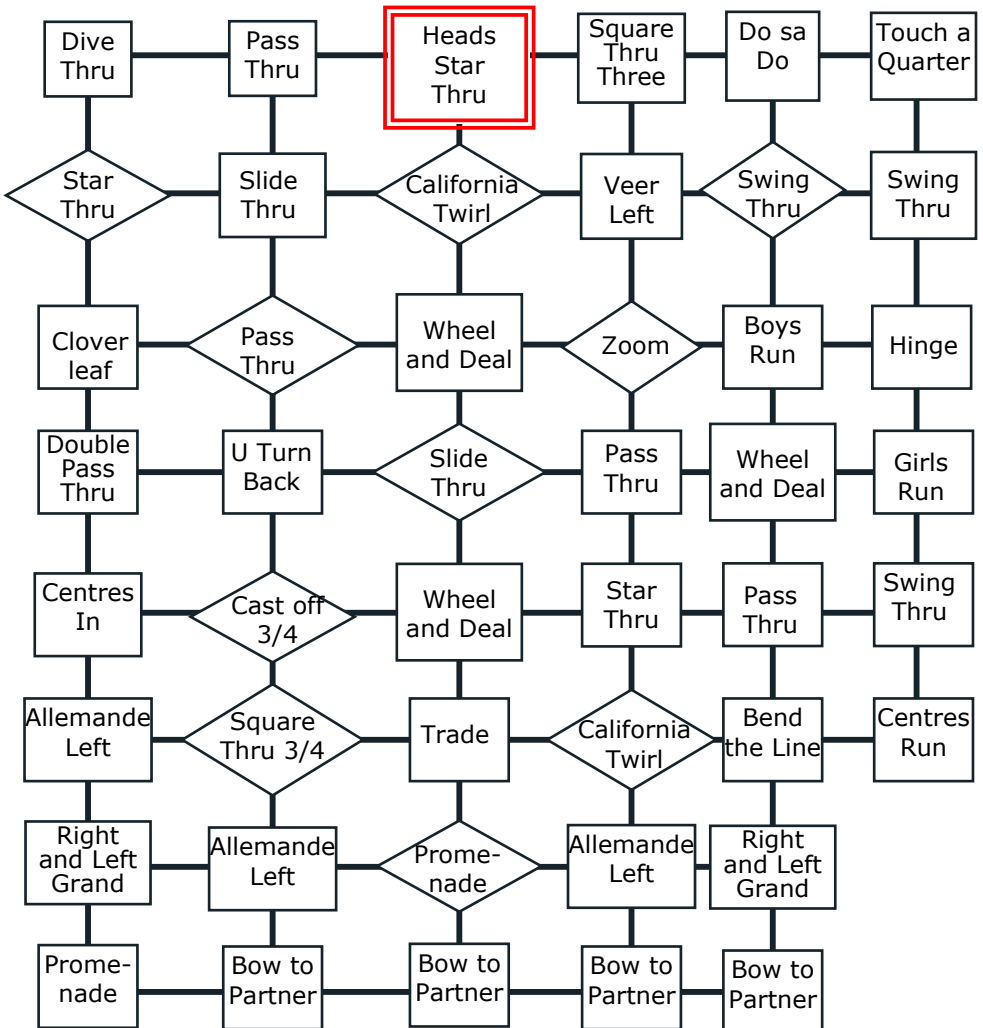 Dive
Thru
Pass
Thru
Heads
Star
Thru
Square
Thru
Three
Do sa
Do
Touch a
Quarter
Star
Thru
Slide
Thru
California
Twirl
Veer
Left
Swing
Thru
Swing
Thru
Clover
leaf
Pass
Thru
Wheel
and Deal
Zoom
Boys
Run
Hinge
Double
Pass
Thru
U Turn
Back
Slide
Thru
Pass
Thru
Wheel
and Deal
Girls
Run
Centres
In
Cast off
3/4
Wheel
and Deal
Star
Thru
Pass
Thru
Swing
Thru
Allemande
Left
Square
Thru 3/4
Trade
California
Twirl
Bend
the Line
Centres
Run
Right
and Left
Grand
Allemande
Left
Prome-
nade
Allemande
Left
Right
and Left
Grand
Prome-
nade
Bow to
Partner
Bow to
Partner
Bow to
Partner
Bow to
Partner